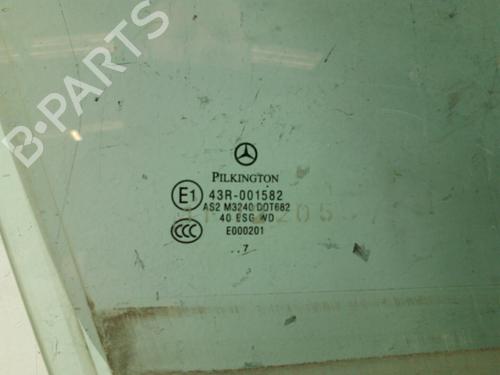 B-PARTS
PILKINGTON
E1 43R-001582
AS2 M3240 DOT682
40 ESG WD
CCC E000201
..7